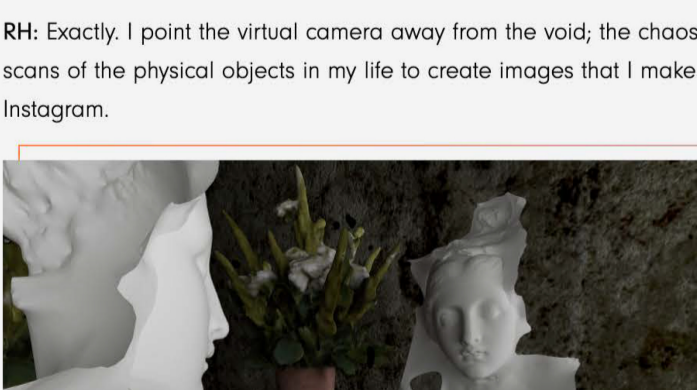 RH: Exactly. I point the virtual camera away from the void; the chaos
scans of the physical objects in my life to create images that I make
Instagram.